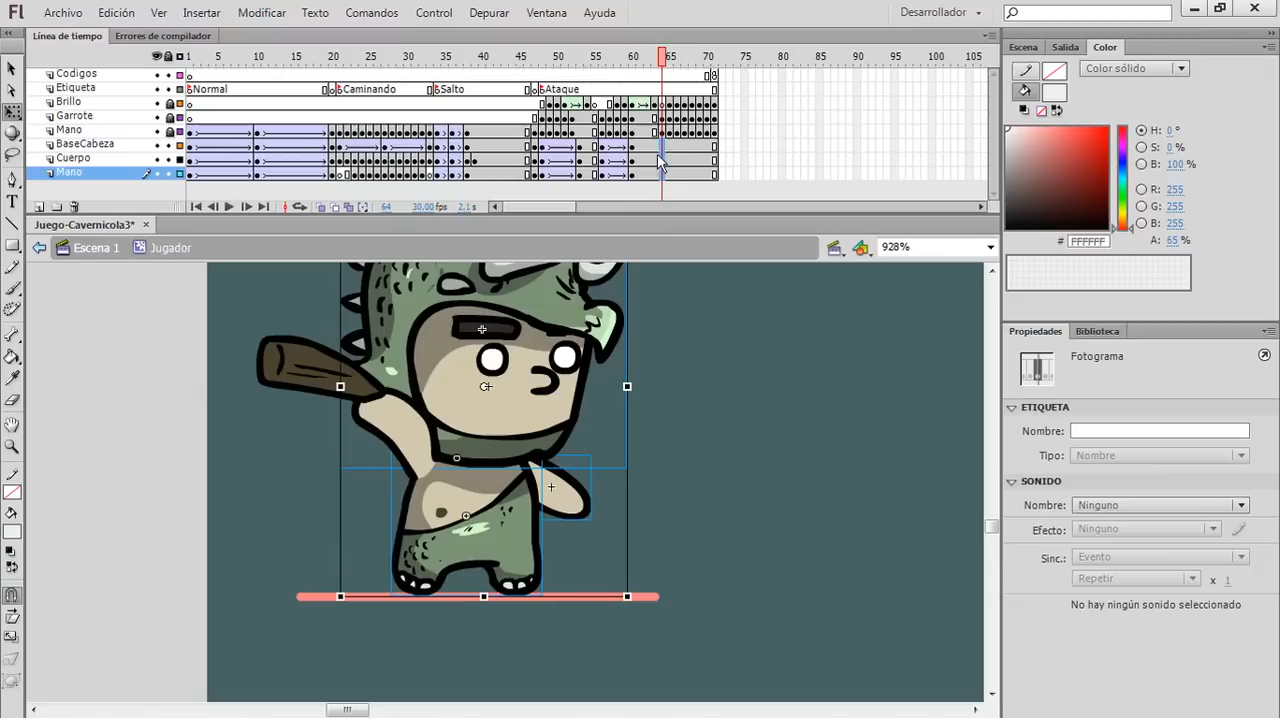 Fl Archivo Edición Ver Insertar Modificar Texto Comandos Control Depurar Ventana Ayuda Desarrollador
Línea de tiempo Errores de compilador
1 5 10 15 20 25 30 35 40 45 50 55 60 65 70 75 80 85 90 95 100 105
Codigos
Etiqueta Normal Caminando Salto Ataque
Brillo
Garrote
Mano
BaseCabeza
Cuerpo
Mano
64 30.00 fps 2.1 s
Juego-Cavernicola3* ×
Escena 1 Jugador 928%
Escena Salida Color
Color sólido
H: 0 °
S: 0 %
B: 100 %
R: 255
G: 255
B: 255
# FFFFFF A: 65 %
Propiedades Biblioteca
Fotograma
ETIQUETA
Nombre:
Tipo: Nombre
SONIDO
Nombre: Ninguno
Efecto: Ninguno
Sinc.: Evento
Repetir x 1
No hay ningún sonido seleccionado